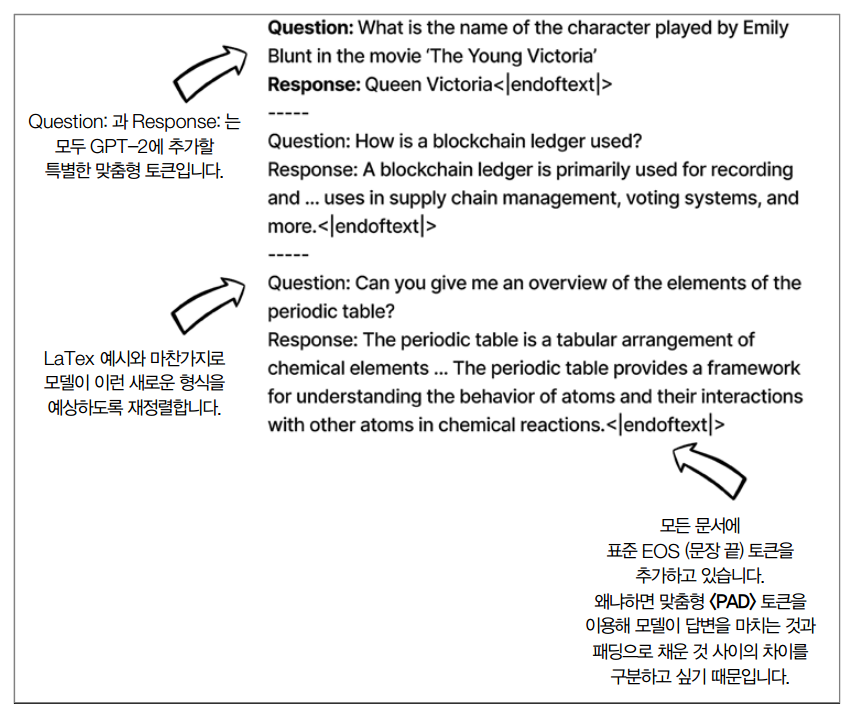 Question: What is the name of the character played by Emily
Blunt in the movie ‘The Young Victoria’
Response: Queen Victoria<|endoftext|>
-----
Question: 과 Response: 는
모두 GPT-2에 추가할
특별한 맞춤형 토큰입니다.
Question: How is a blockchain ledger used?
Response: A blockchain ledger is primarily used for recording
and ... uses in supply chain management, voting systems, and
more.<|endoftext|>
-----
Question: Can you give me an overview of the elements of the
periodic table?
Response: The periodic table is a tabular arrangement of
chemical elements ... The periodic table provides a framework
for understanding the behavior of atoms and their interactions
with other atoms in chemical reactions.<|endoftext|>
LaTex 예시와 마찬가지로
모델이 이런 새로운 형식을
예상하도록 재정렬합니다.
모든 문서에
표준 EOS (문장 끝) 토큰을
추가하고 있습니다.
왜냐하면 맞춤형 〈PAD〉 토큰을
이용해 모델이 답변을 마치는 것과
패딩으로 채운 것 사이의 차이를
구분하고 싶기 때문입니다.